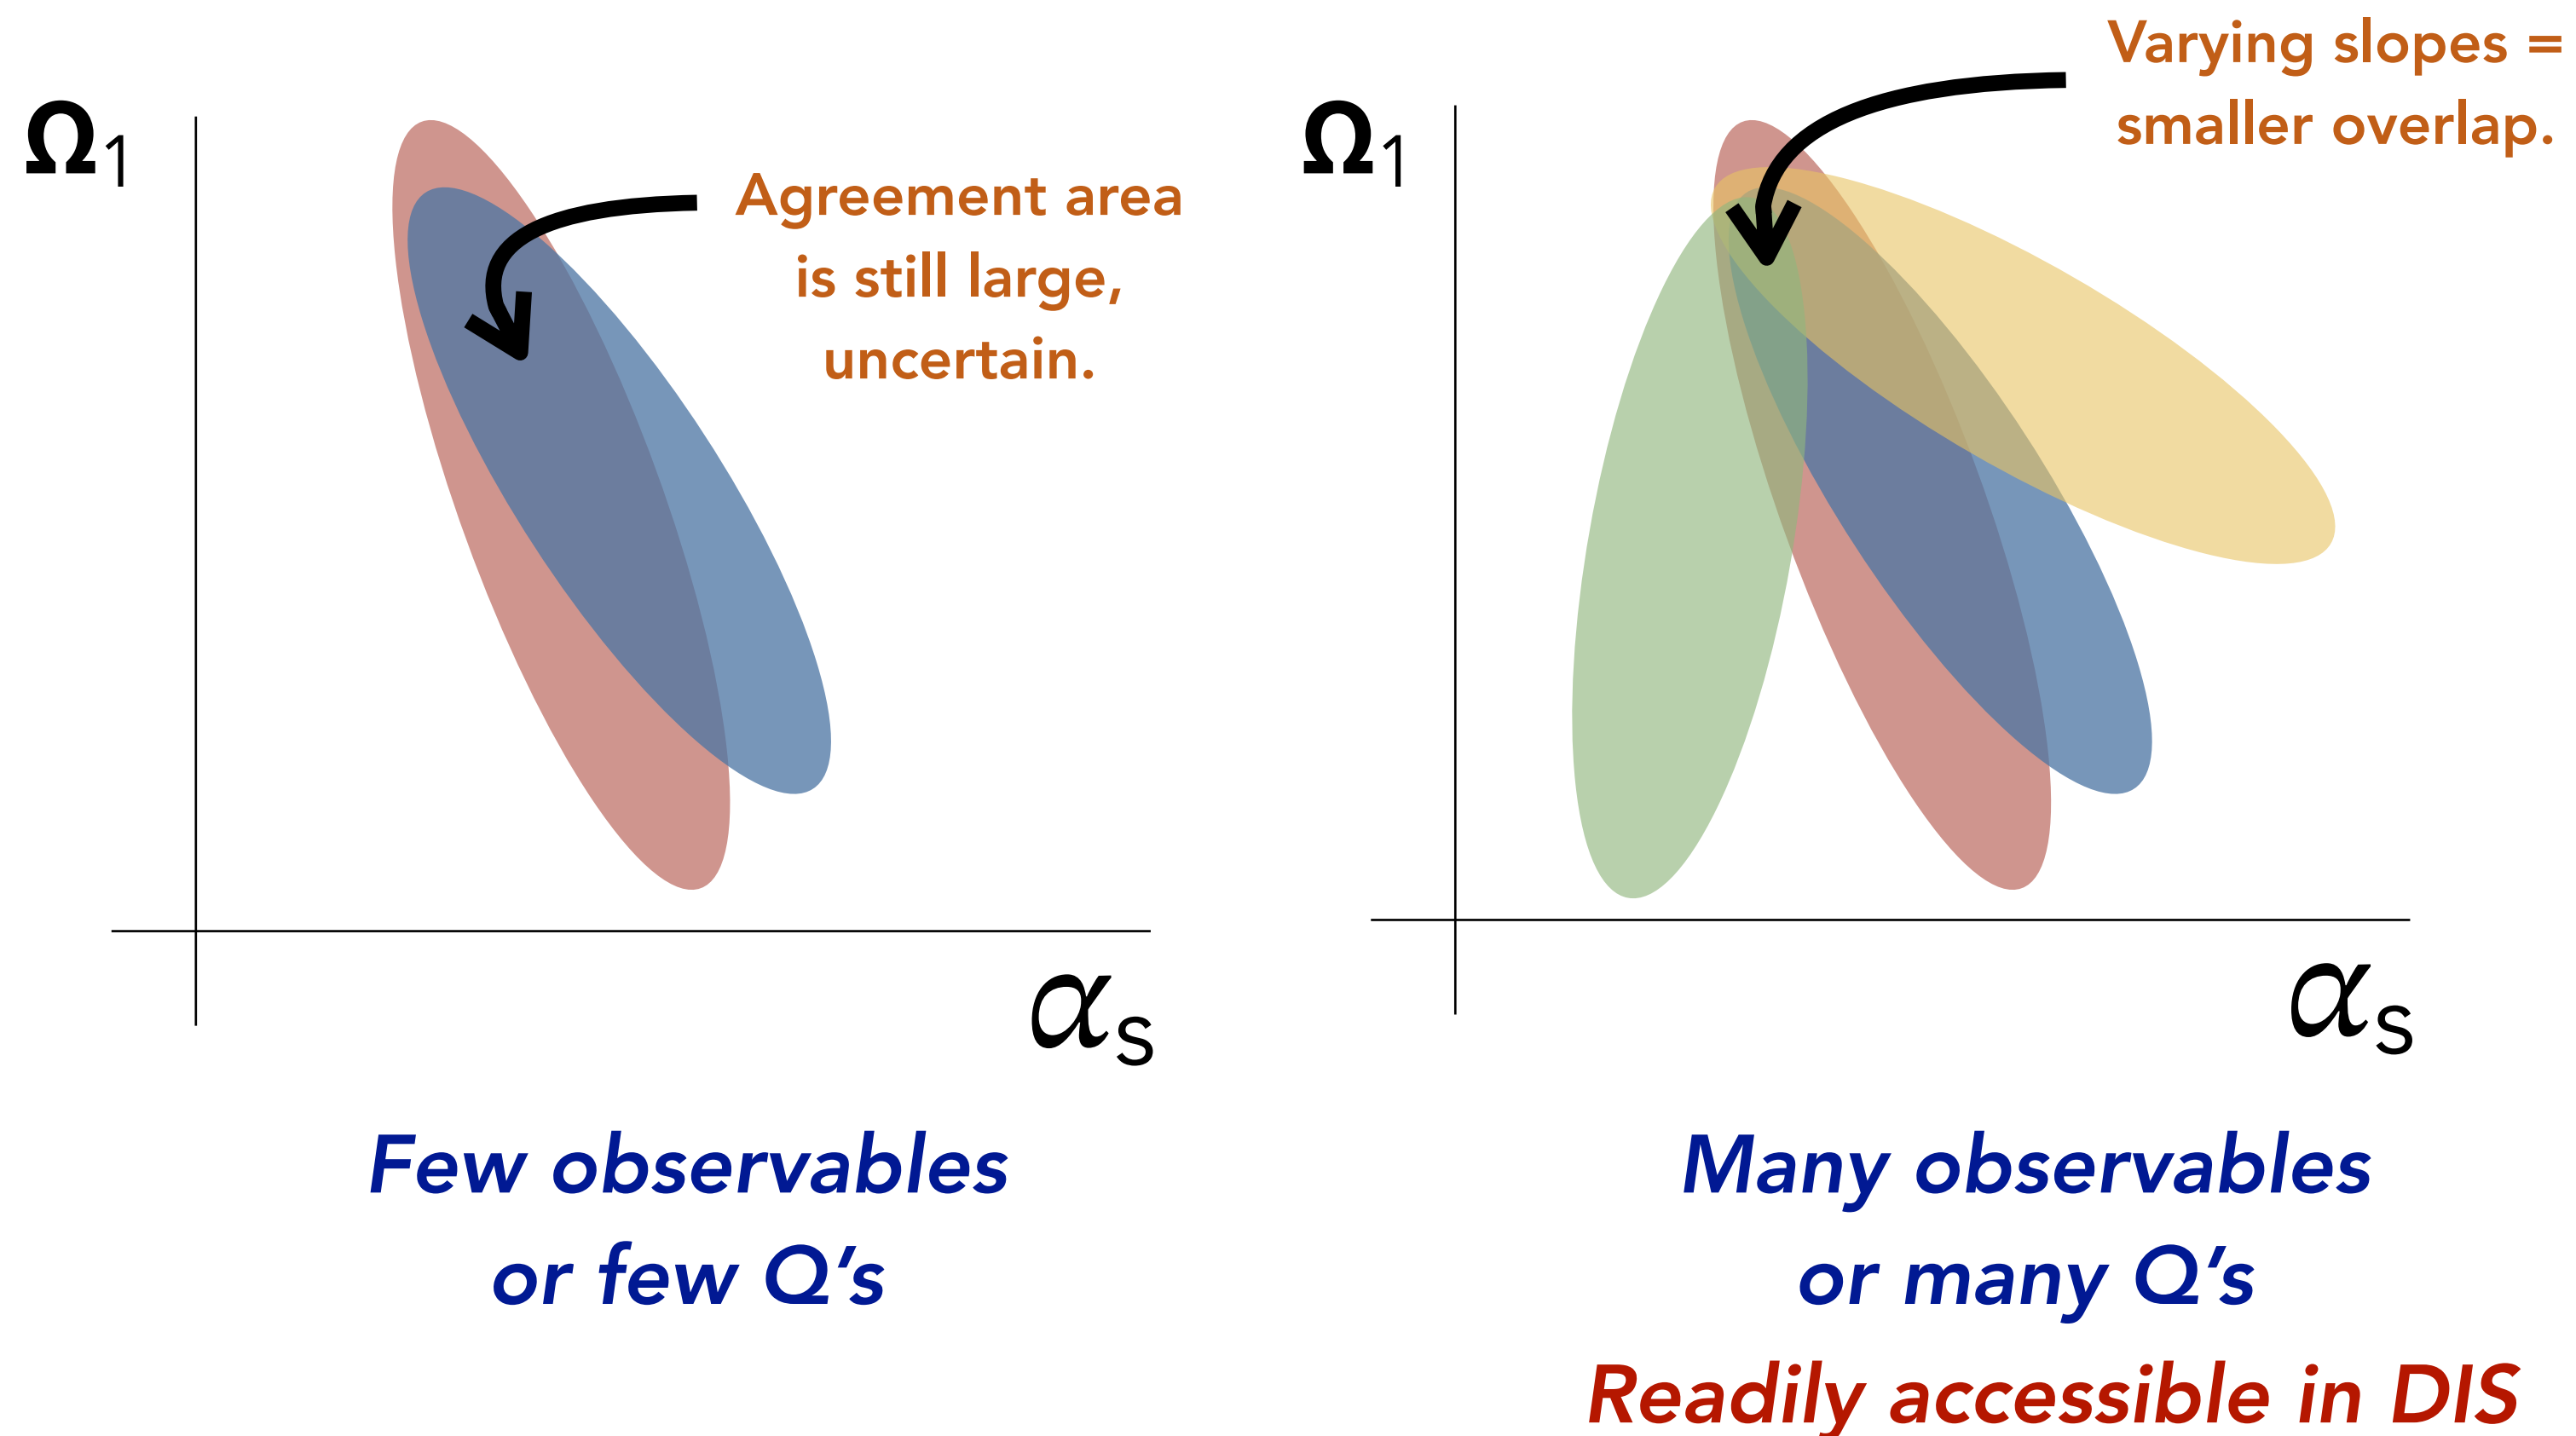 Ω1
Agreement area
is still large,
uncertain.
αs
Few observables
or few Q’s
Varying slopes =
smaller overlap.
Ω1
αs
Many observables
or many Q’s
Readily accessible in DIS